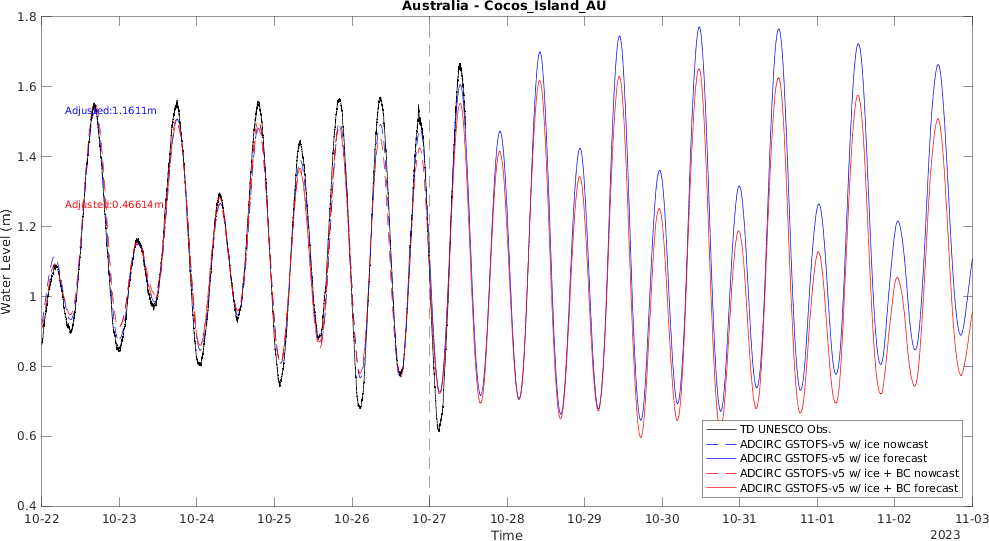 Australia - Cocos_Island_AU
1.8
1.6
1.4
1.2
1
0.8
0.6
0.4
Water Level (m)
Adjusted:1.1611m
Adjusted:0.46614m
TD UNESCO Obs.
ADCIRC GSTOFS-v5 w/ ice nowcast
ADCIRC GSTOFS-v5 w/ ice forecast
ADCIRC GSTOFS-v5 w/ ice + BC nowcast
ADCIRC GSTOFS-v5 w/ ice + BC forecast
10-22 10-23 10-24 10-25 10-26 10-27 10-28 10-29 10-30 10-31 11-01 11-02 11-03
Time
2023